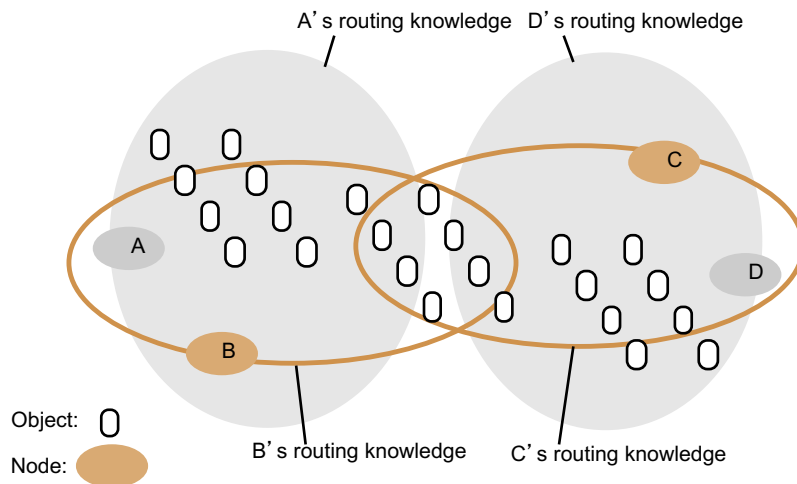 A’s routing knowledge
D’s routing knowledge
C
A
D
B
B’s routing knowledge
C’s routing knowledge
Object:
Node: